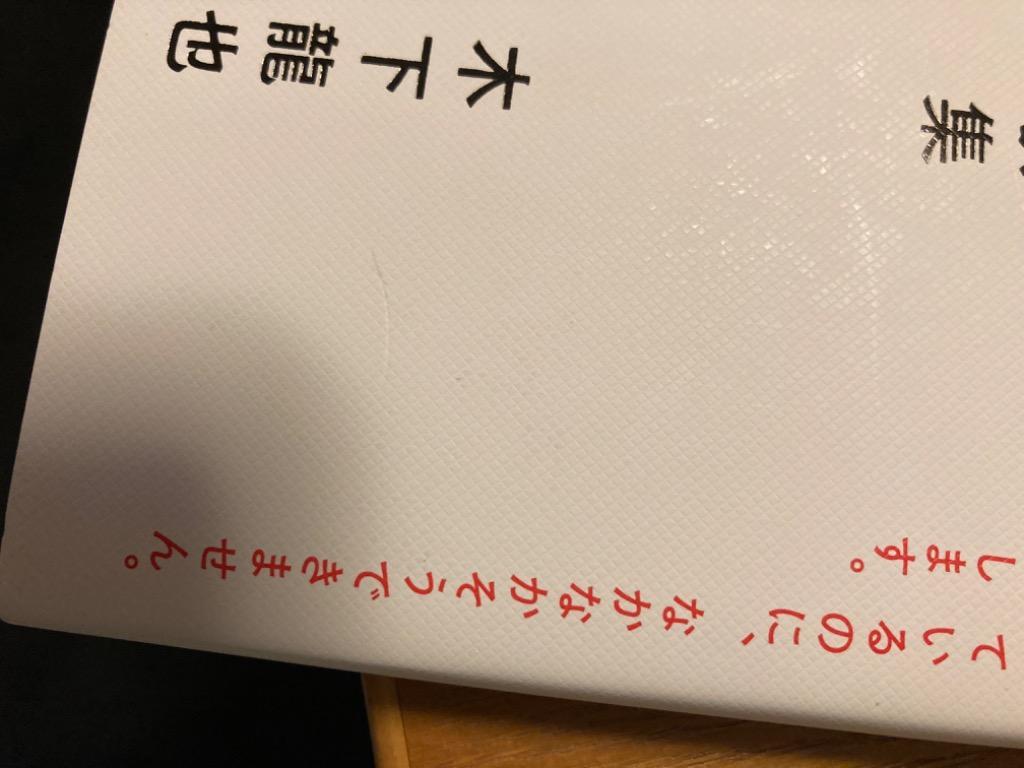 ているのに、なかなかそうできません。
します。
集
木下龍也